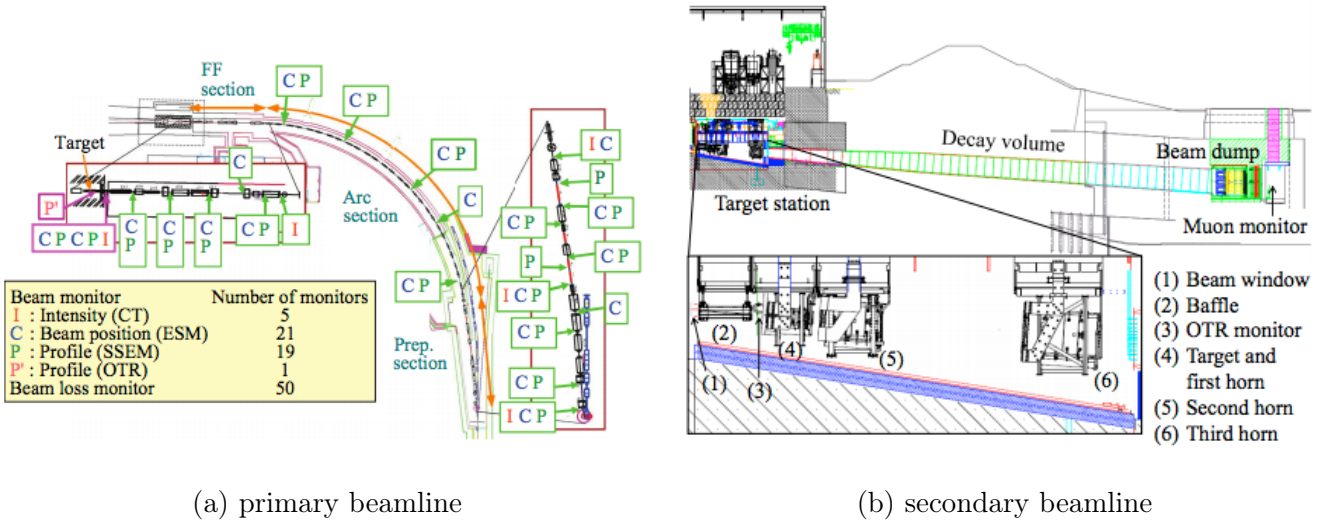 FF
section
C P
C P
C P
Target
C
Arc
section
C
P'
C P C P I
C
P
C
P
C
P
C P
I
C P
Prep.
section
I C
P
C P
P
C P
I C P
C
C P
C P
I C P
Beam monitor Number of monitors
I : Intensity (CT) 5
C : Beam position (ESM) 21
P : Profile (SSEM) 19
P' : Profile (OTR) 1
Beam loss monitor 50
(a) primary beamline
Decay volume
Beam dump
Target station
Muon monitor
(2)
(4)
(5)
(1)
(3)
(6)
(1) Beam window
(2) Baffle
(3) OTR monitor
(4) Target and
first horn
(5) Second horn
(6) Third horn
(b) secondary beamline